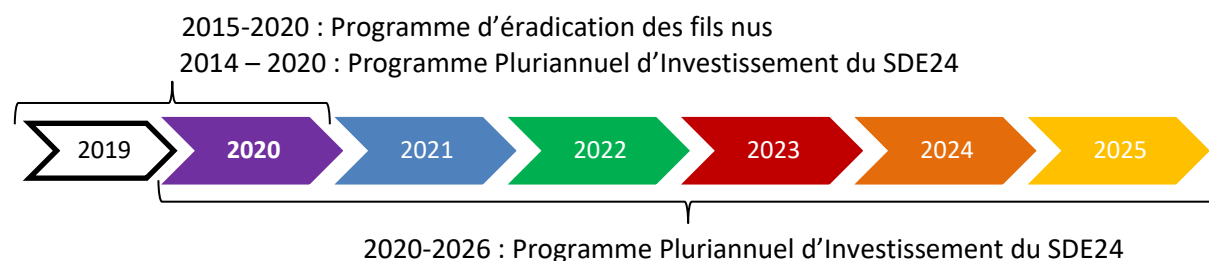 2015-2020 : Programme d’éradication des fils nus
2014 – 2020 : Programme Pluriannuel d’Investissement du SDE24
2019 2020 2021 2022 2023 2024 2025
2020-2026 : Programme Pluriannuel d’Investissement du SDE24